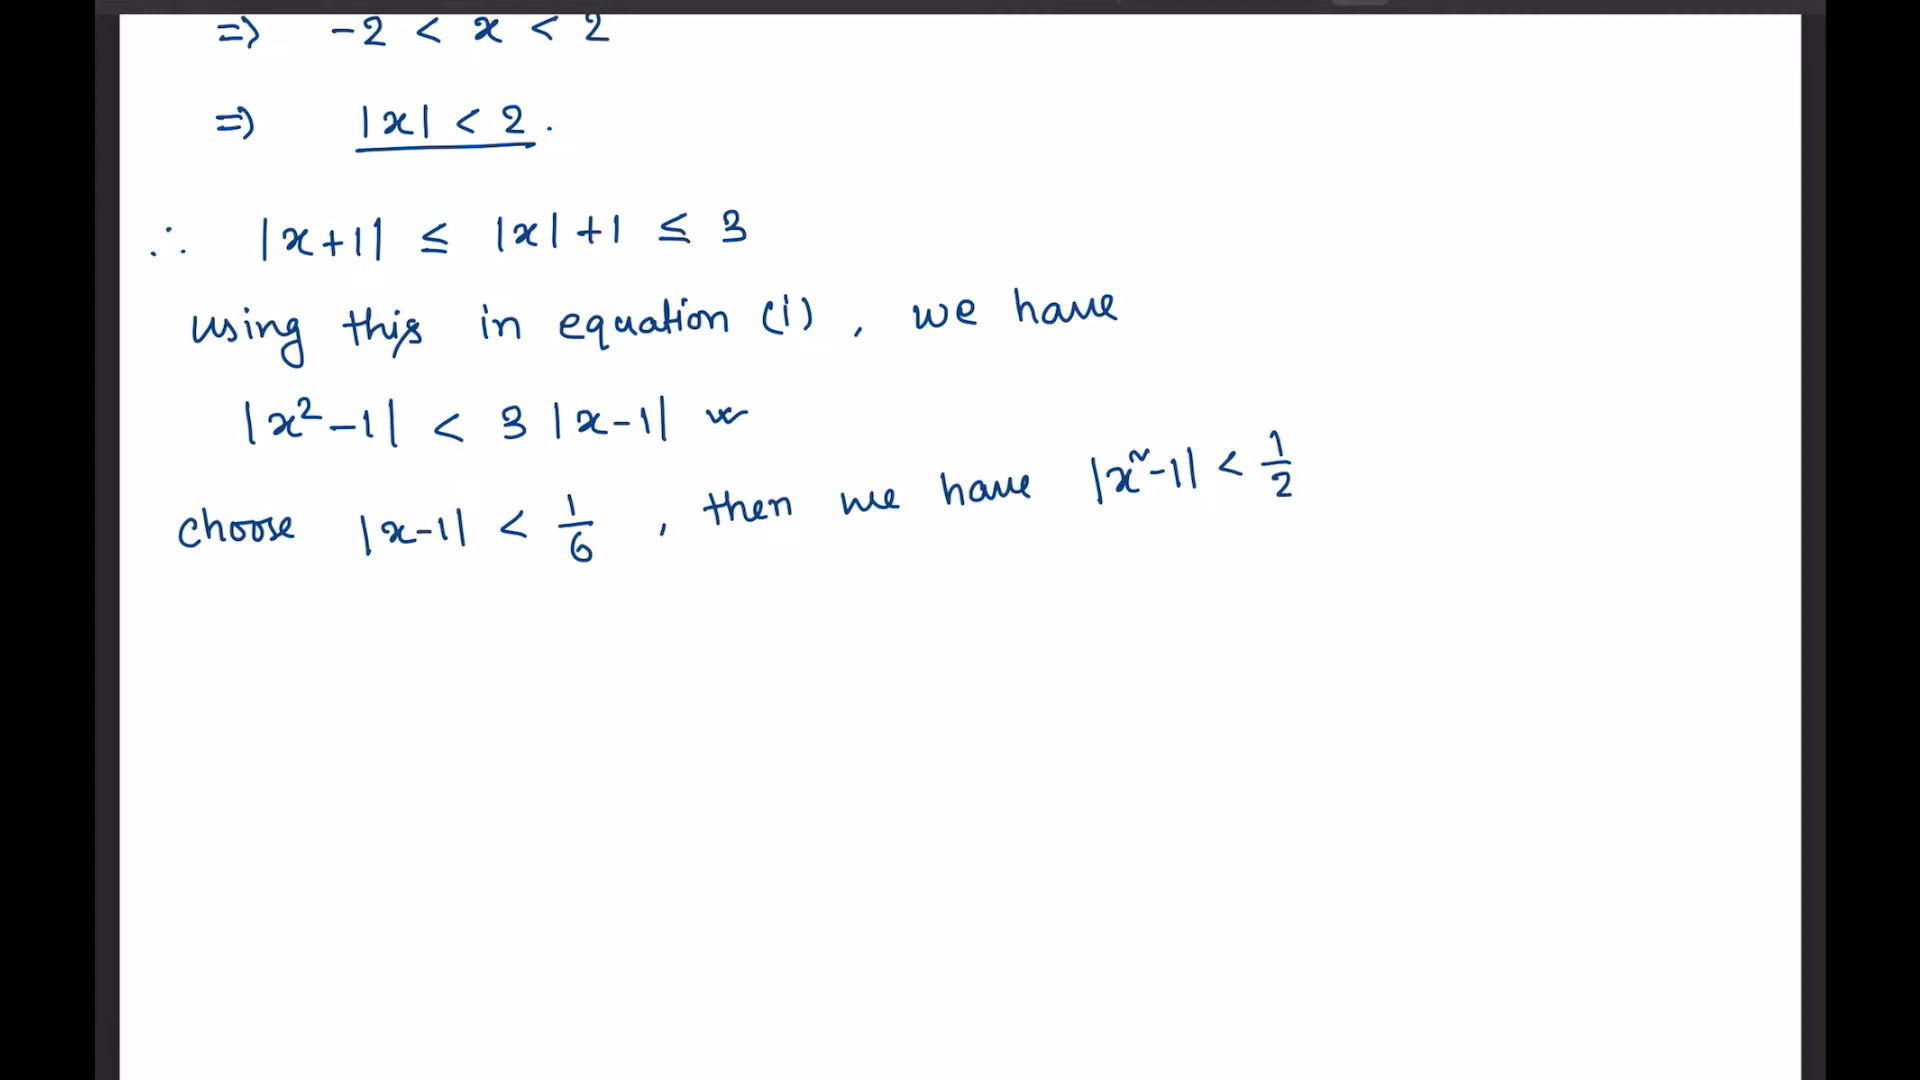 => -2 < x < 2
=> |x| < 2.
∴ |x+1| ≤ |x|+1 ≤ 3
using this in equation (1), we have
|x²-1| < 3 |x-1|
choose |x-1| < 1/6, then we have |x²-1| < 1/2